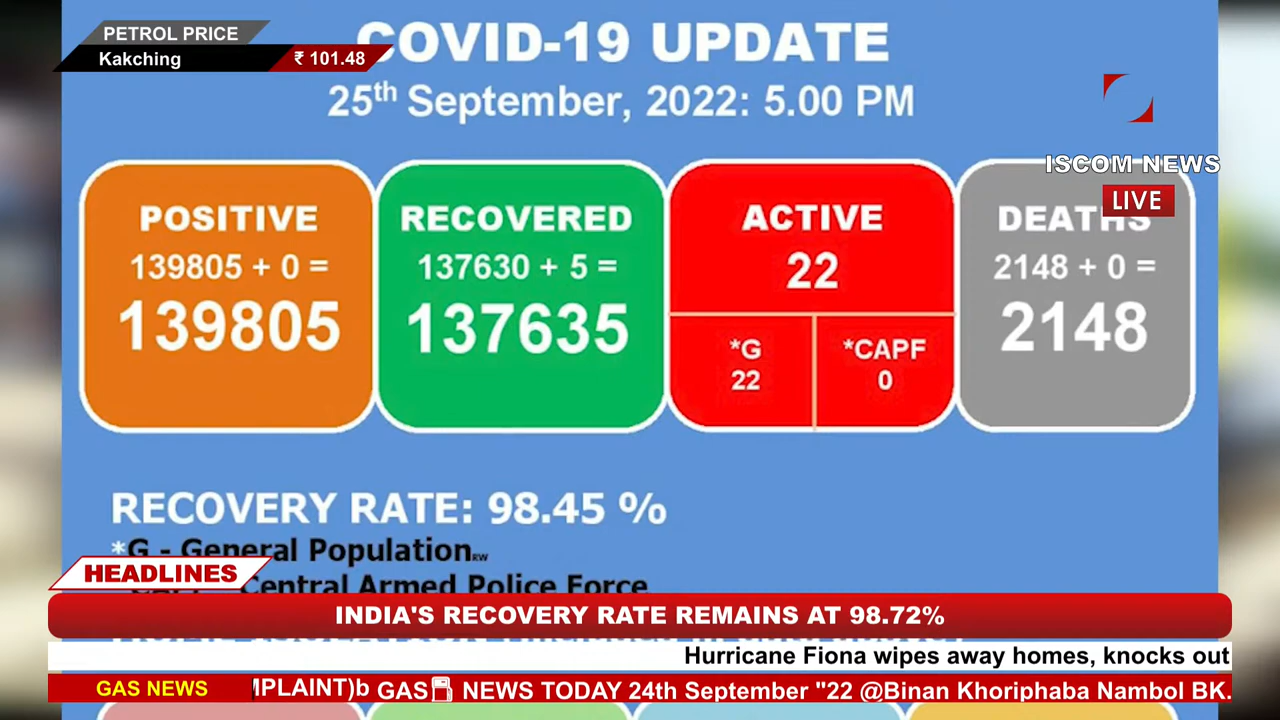 PETROL PRICE
Kakching ₹ 101.48
COVID-19 UPDATE
25th September, 2022: 5.00 PM
ISCOM NEWS
LIVE
POSITIVE
139805 + 0 =
139805
RECOVERED
137630 + 5 =
137635
ACTIVE
22
*G
22
*CAPF
0
DEATHS
2148 + 0 =
2148
RECOVERY RATE: 98.45 %
*G - General Population
Central Armed Police Force
HEADLINES
INDIA'S RECOVERY RATE REMAINS AT 98.72%
Hurricane Fiona wipes away homes, knocks out
GAS NEWS
MPLAINT)b GAS⛽ NEWS TODAY 24th September "22 @Binan Khoriphaba Nambol BK.